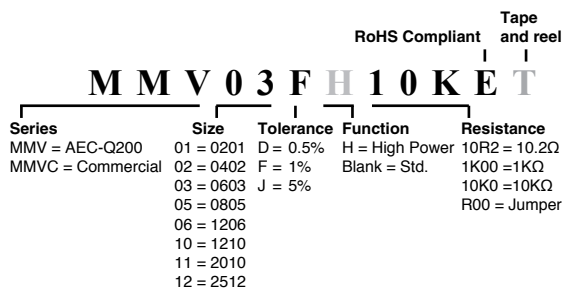 Tape
and reel
RoHS Compliant
M M V 0 3 F H 1 0 K E T
Series
MMV = AEC-Q200
MMVC = Commercial
Size
01 = 0201
02 = 0402
03 = 0603
05 = 0805
06 = 1206
10 = 1210
11 = 2010
12 = 2512
Tolerance
D = 0.5%
F = 1%
J = 5%
Function
H = High Power
Blank = Std.
Resistance
10R2 = 10.2Ω
1K00 =1KΩ
10K0 =10KΩ
R00 = Jumper